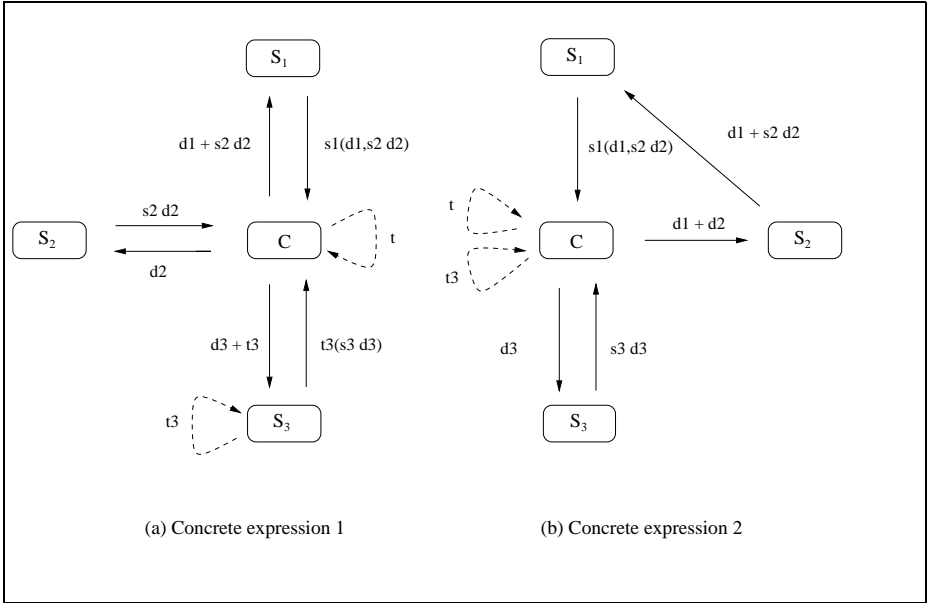 S1
d1 + s2 d2
s1(d1,s2 d2)
S2
s2 d2
d2
C
t
d3 + t3
t3(s3 d3)
t3
S3
(a) Concrete expression 1
S1
s1(d1,s2 d2)
d1 + s2 d2
t
t3
C
d1 + d2
S2
d3
s3 d3
S3
(b) Concrete expression 2